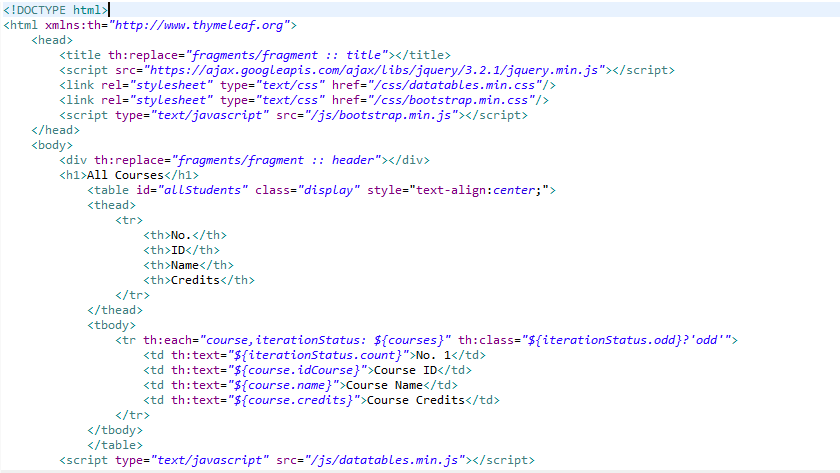 <!DOCTYPE html>
<html xmlns:th="http://www.thymeleaf.org">
    <head>
        <title th:replace="fragments/fragment :: title"></title>
        <script src="https://ajax.googleapis.com/ajax/libs/jquery/3.2.1/jquery.min.js"></script>
        <link rel="stylesheet" type="text/css" href="/css/datatables.min.css"/>
        <link rel="stylesheet" type="text/css" href="/css/bootstrap.min.css"/>
        <script type="text/javascript" src="/js/bootstrap.min.js"></script>
    </head>
    <body>
        <div th:replace="fragments/fragment :: header"></div>
        <h1>All Courses</h1>
            <table id="allStudents" class="display" style="text-align:center;">
            <thead>
                <tr>
                    <th>No.</th>
                    <th>ID</th>
                    <th>Name</th>
                    <th>Credits</th>
                </tr>
            </thead>
            <tbody>
                <tr th:each="course,iterationStatus: ${courses}" th:class="${iterationStatus.odd}?'odd'">
                    <td th:text="${iterationStatus.count}">No. 1</td>
                    <td th:text="${course.idCourse}">Course ID</td>
                    <td th:text="${course.name}">Course Name</td>
                    <td th:text="${course.credits}">Course Credits</td>
                </tr>
            </tbody>
            </table>
        <script type="text/javascript" src="/js/datatables.min.js"></script>